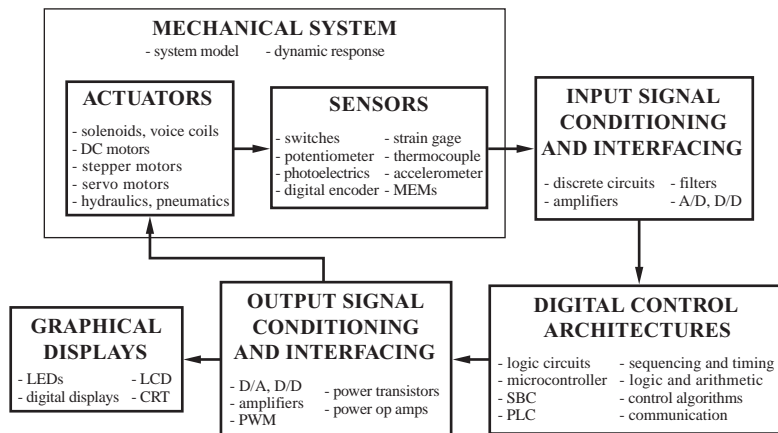 MECHANICAL SYSTEM
- system model - dynamic response
ACTUATORS
- solenoids, voice coils
- DC motors
- stepper motors
- servo motors
- hydraulics, pneumatics
SENSORS
- switches - strain gage
- potentiometer - thermocouple
- photoelectrics - accelerometer
- digital encoder - MEMs
INPUT SIGNAL
CONDITIONING
AND INTERFACING
- discrete circuits - filters
- amplifiers - A/D, D/D
GRAPHICAL
DISPLAYS
- LEDs - LCD
- digital displays - CRT
OUTPUT SIGNAL
CONDITIONING
AND INTERFACING
- D/A, D/D - power transistors
- amplifiers - power op amps
- PWM
DIGITAL CONTROL
ARCHITECTURES
- logic circuits - sequencing and timing
- microcontroller - logic and arithmetic
- SBC - control algorithms
- PLC - communication